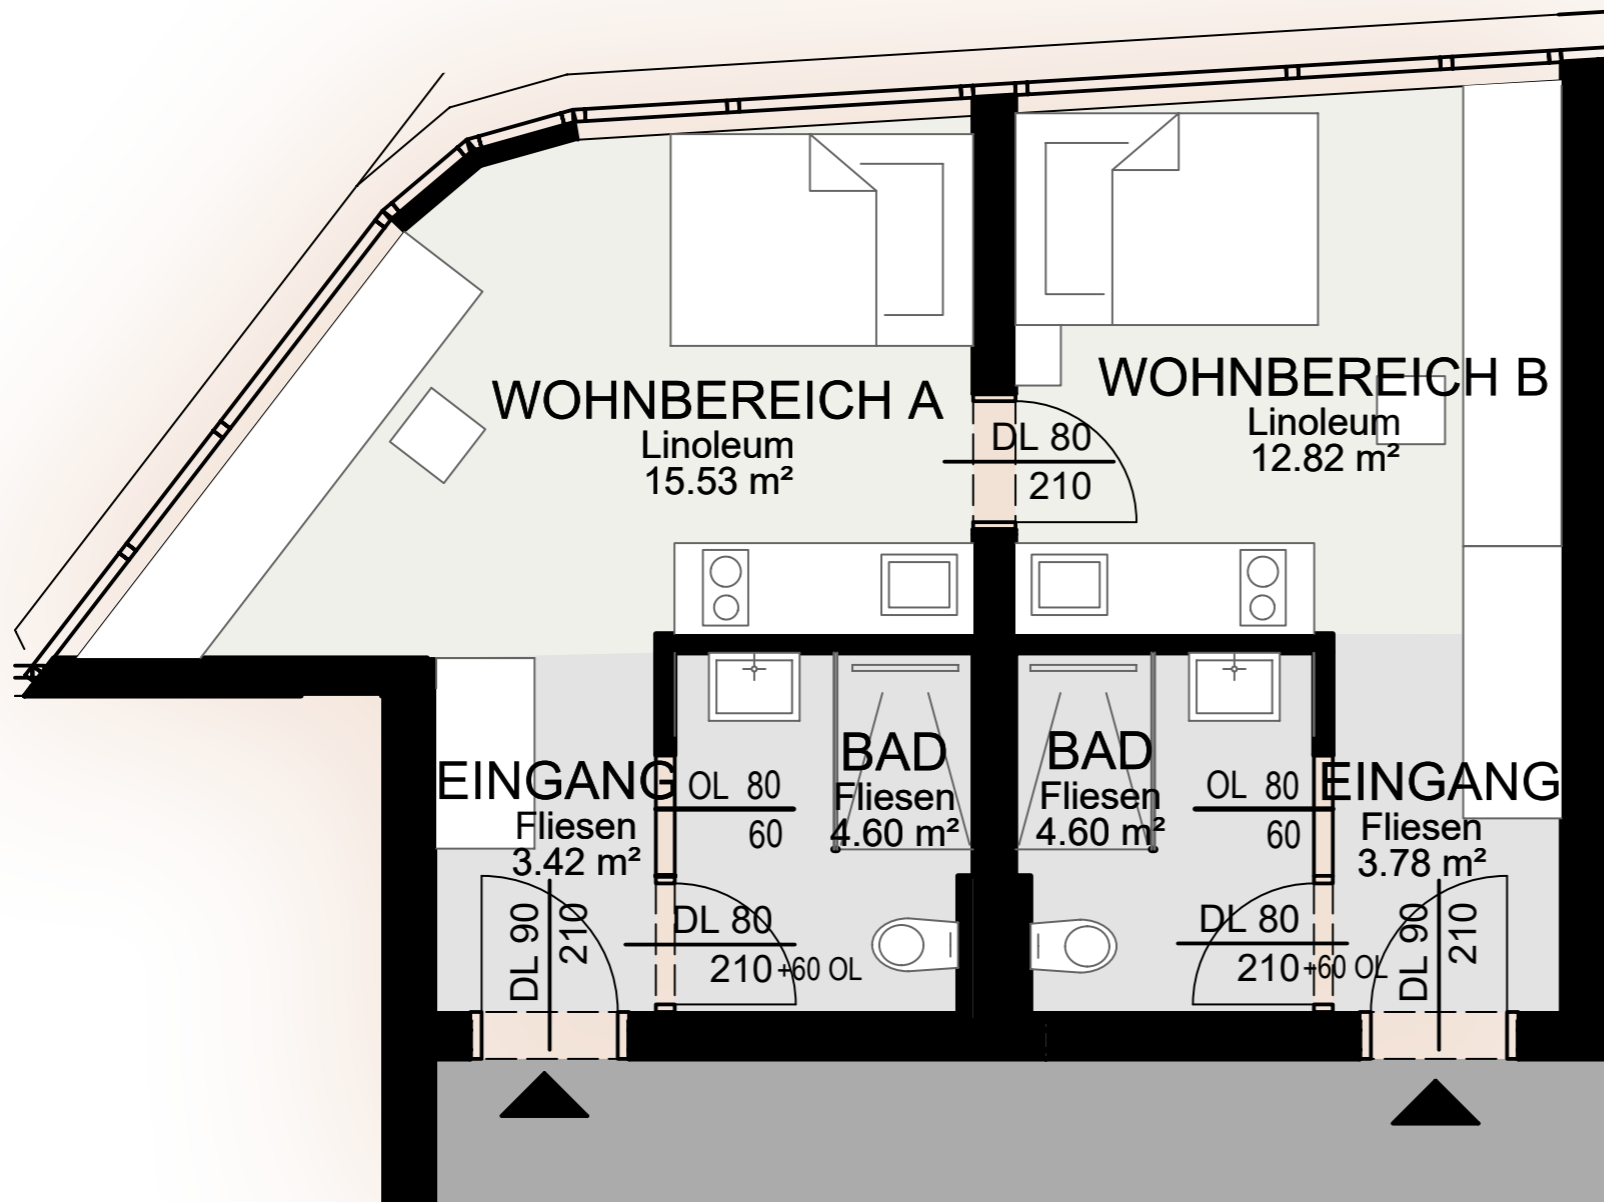 WOHNBEREICH A
Linoleum
15.53 m²
WOHNBEREICH B
Linoleum
12.82 m²
DL 80
210
EINGANG
Fliesen
3.42 m²
OL 80
60
BAD
Fliesen
4.60 m²
BAD
Fliesen
4.60 m²
OL 80
60
EINGANG
Fliesen
3.78 m²
DL 90
210
DL 80
210+60 OL
DL 80
210+60 OL
DL 90
210